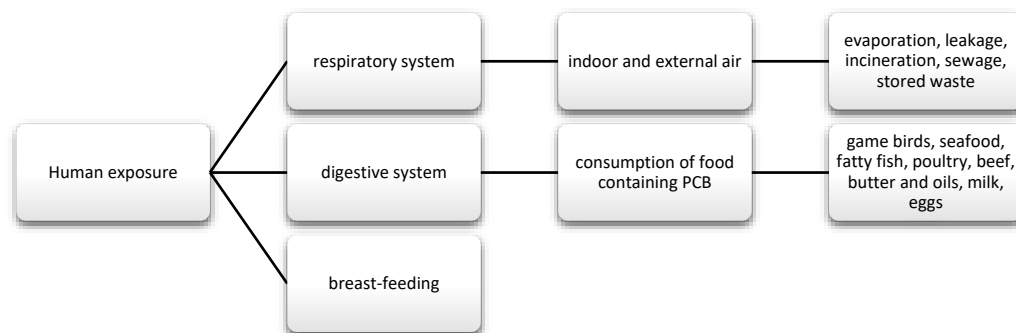 Human exposure
respiratory system
indoor and external air
evaporation, leakage,
incineration, sewage,
stored waste
digestive system
consumption of food
containing PCB
game birds, seafood,
fatty fish, poultry, beef,
butter and oils, milk,
eggs
breast-feeding